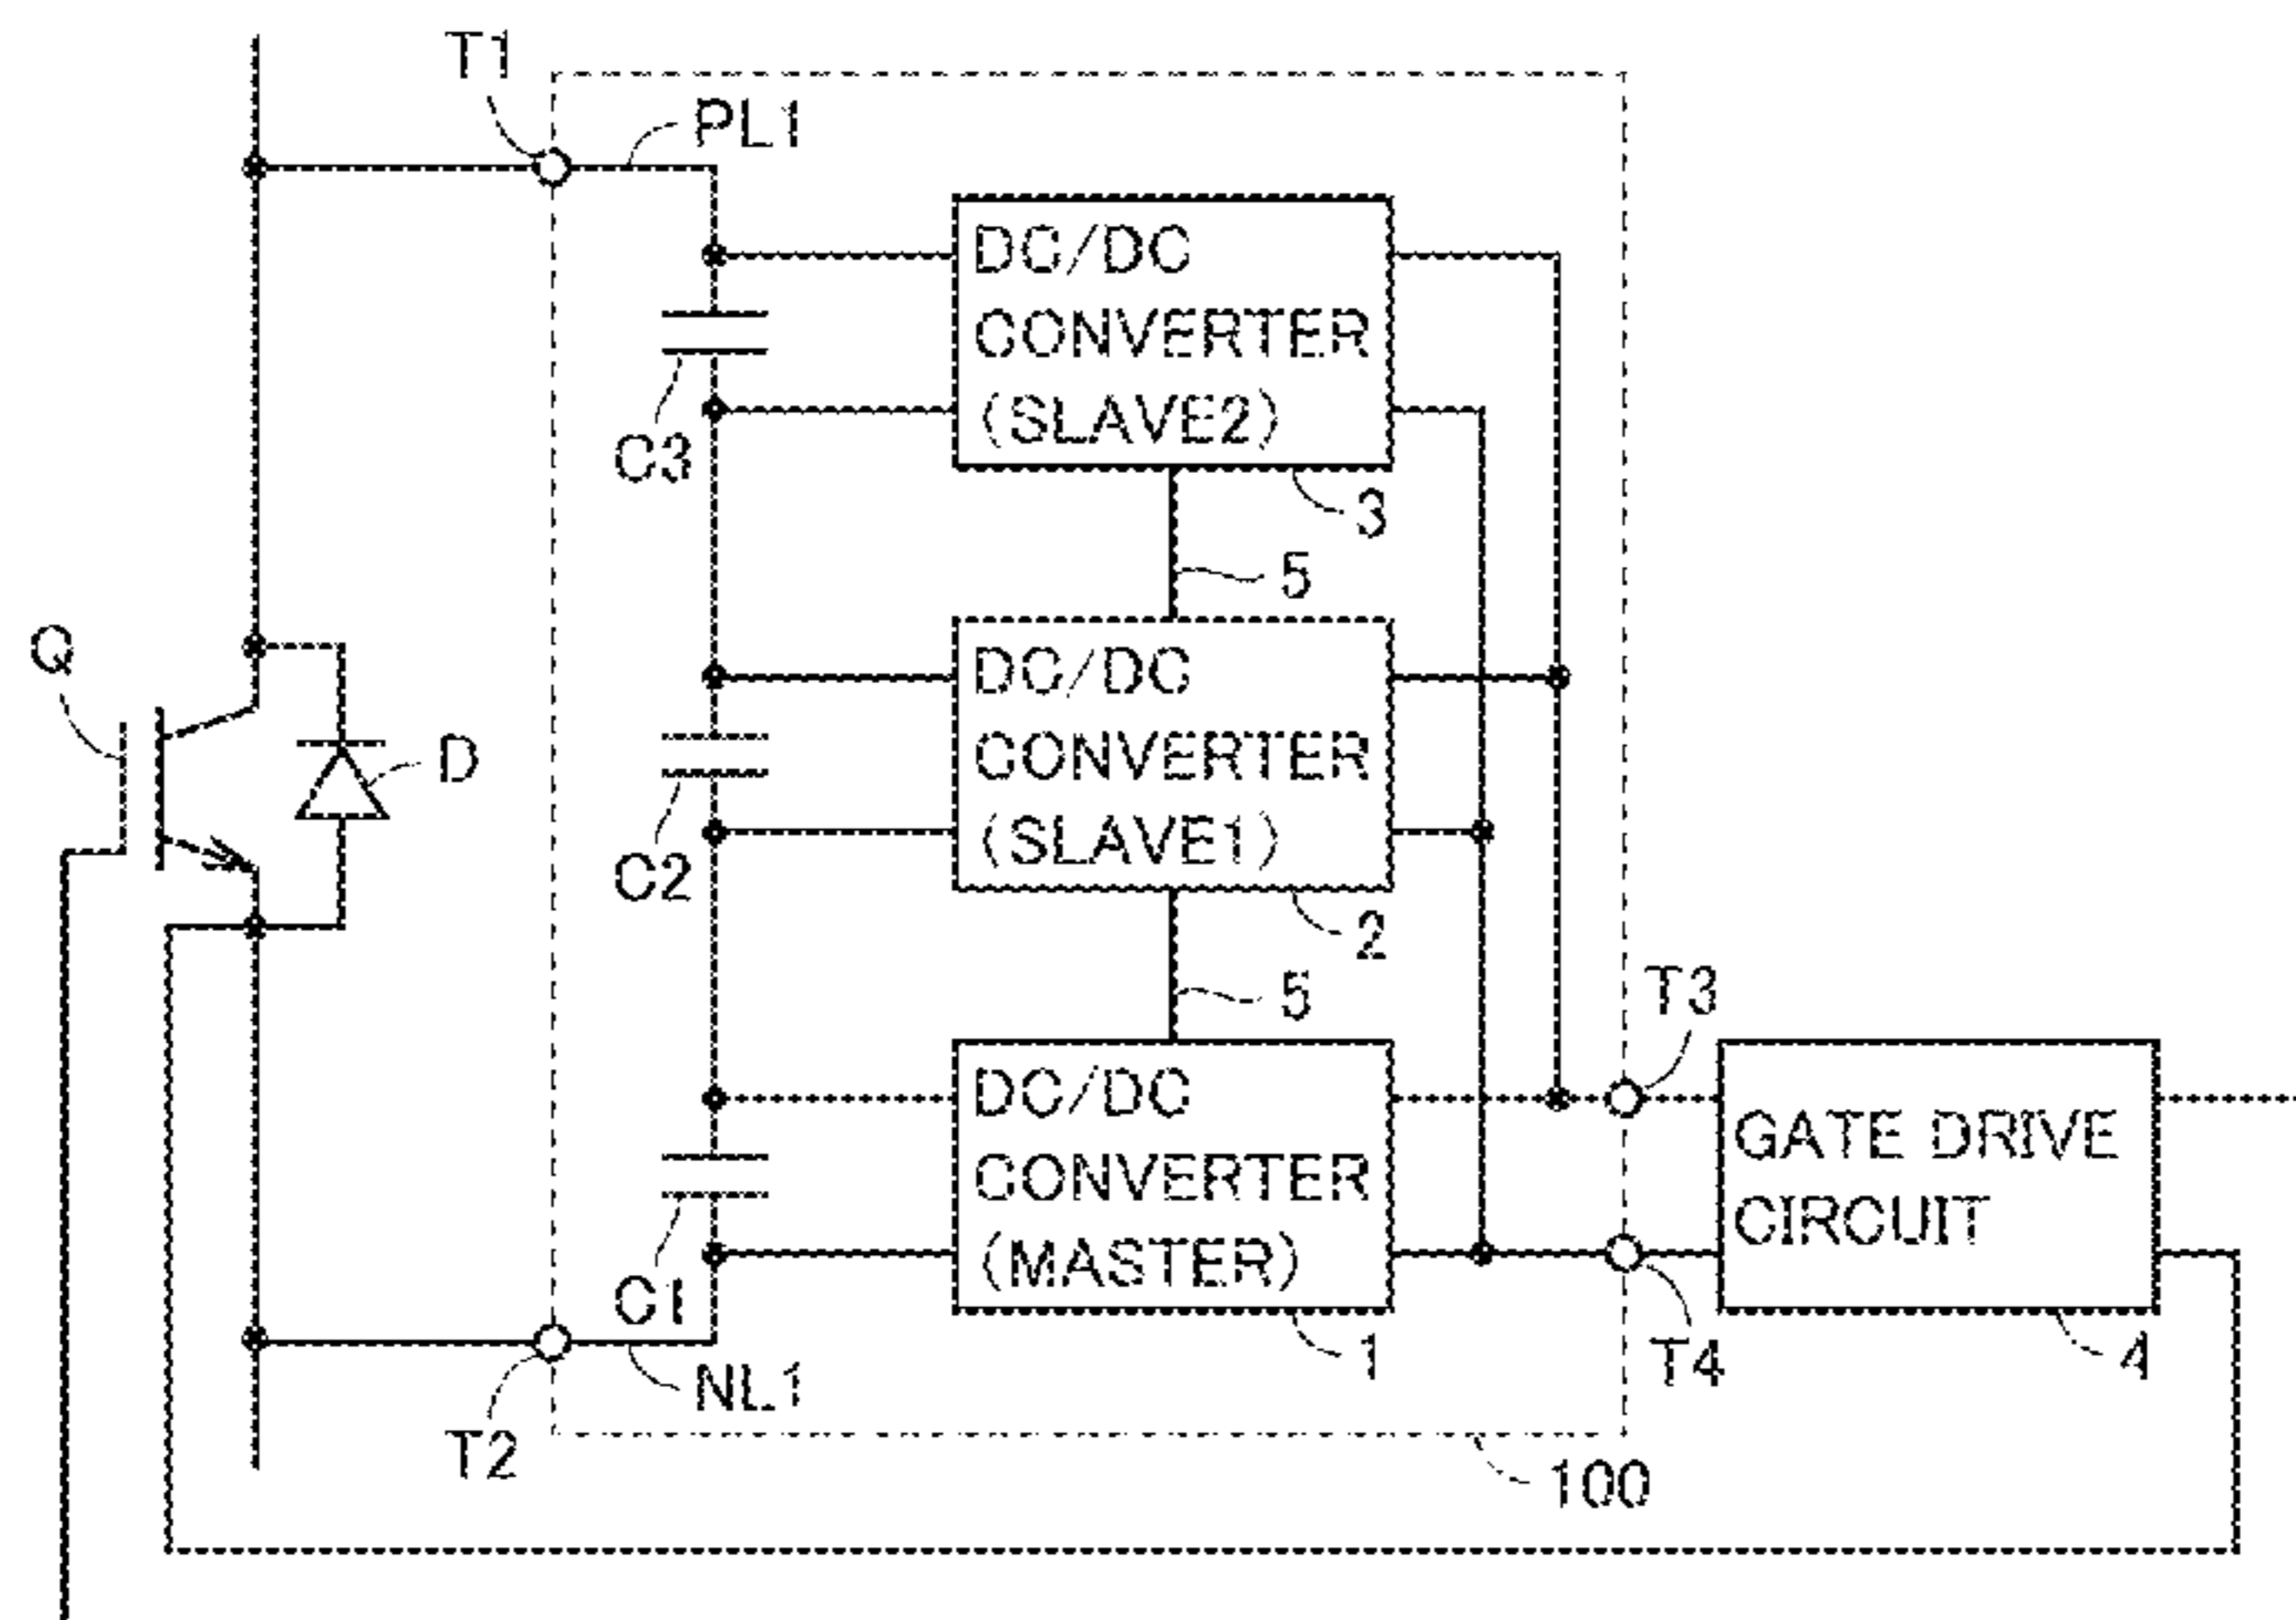 T1
PL1
DC/DC
CONVERTER
(SLAVE2)
C3
3
5
Q
DC/DC
CONVERTER
(SLAVE1)
D
C2
2
5
T3
DC/DC
CONVERTER
(MASTER)
GATE DRIVE
CIRCUIT
C1
1
T4
4
NL1
T2
100